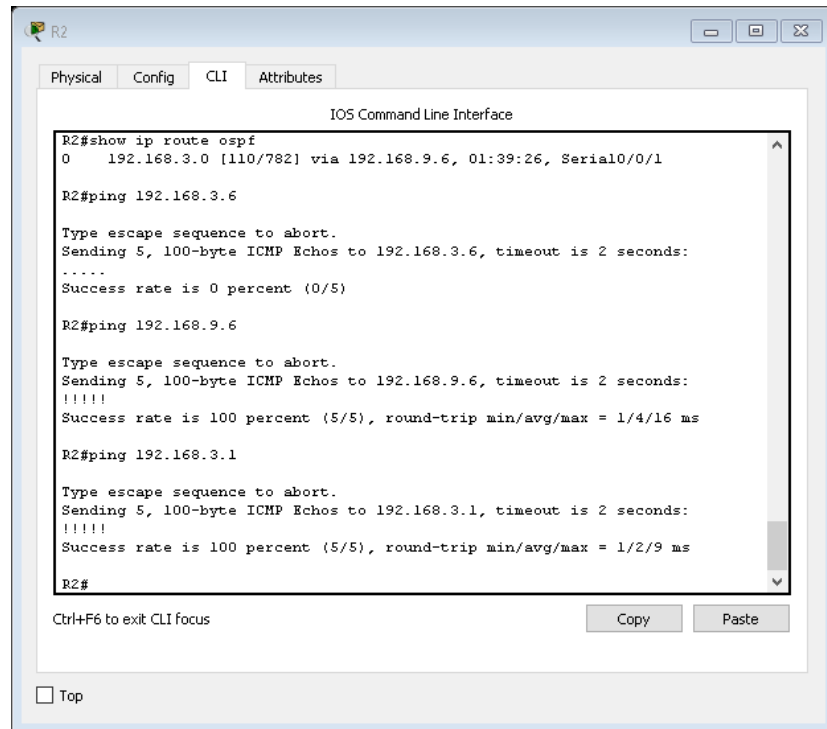 R2
Physical Config CLI Attributes
IOS Command Line Interface
R2#show ip route ospf
O 192.168.3.0 [110/782] via 192.168.9.6, 01:39:26, Serial0/0/1
R2#ping 192.168.3.6
Type escape sequence to abort.
Sending 5, 100-byte ICMP Echos to 192.168.3.6, timeout is 2 seconds:
.....
Success rate is 0 percent (0/5)
R2#ping 192.168.9.6
Type escape sequence to abort.
Sending 5, 100-byte ICMP Echos to 192.168.9.6, timeout is 2 seconds:
!!!!!
Success rate is 100 percent (5/5), round-trip min/avg/max = 1/4/16 ms
R2#ping 192.168.3.1
Type escape sequence to abort.
Sending 5, 100-byte ICMP Echos to 192.168.3.1, timeout is 2 seconds:
!!!!!
Success rate is 100 percent (5/5), round-trip min/avg/max = 1/2/9 ms
R2#
Ctrl+F6 to exit CLI focus Copy Paste
Top